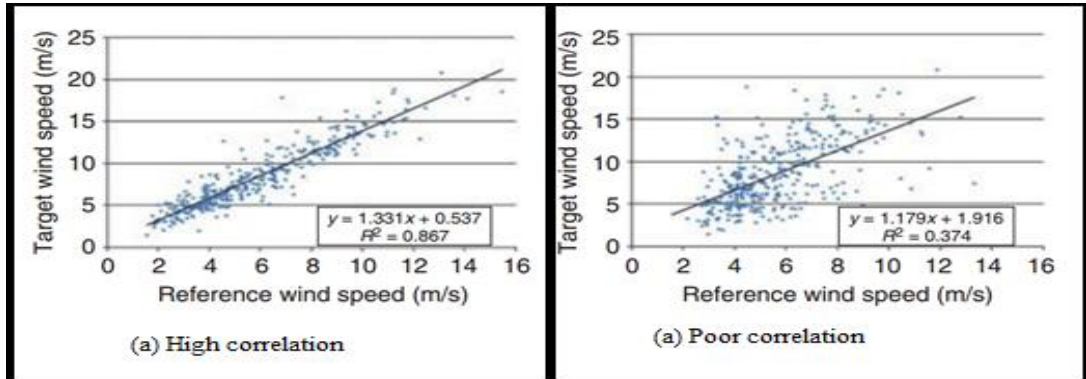 Target wind speed (m/s)
25
20
15
10
5
0
y = 1.331x + 0.537
R² = 0.867
0 2 4 6 8 10 12 14 16
Reference wind speed (m/s)
(a) High correlation
Target wind speed (m/s)
25
20
15
10
5
0
y = 1.179x + 1.916
R² = 0.374
0 2 4 6 8 10 12 14 16
Reference wind speed (m/s)
(a) Poor correlation